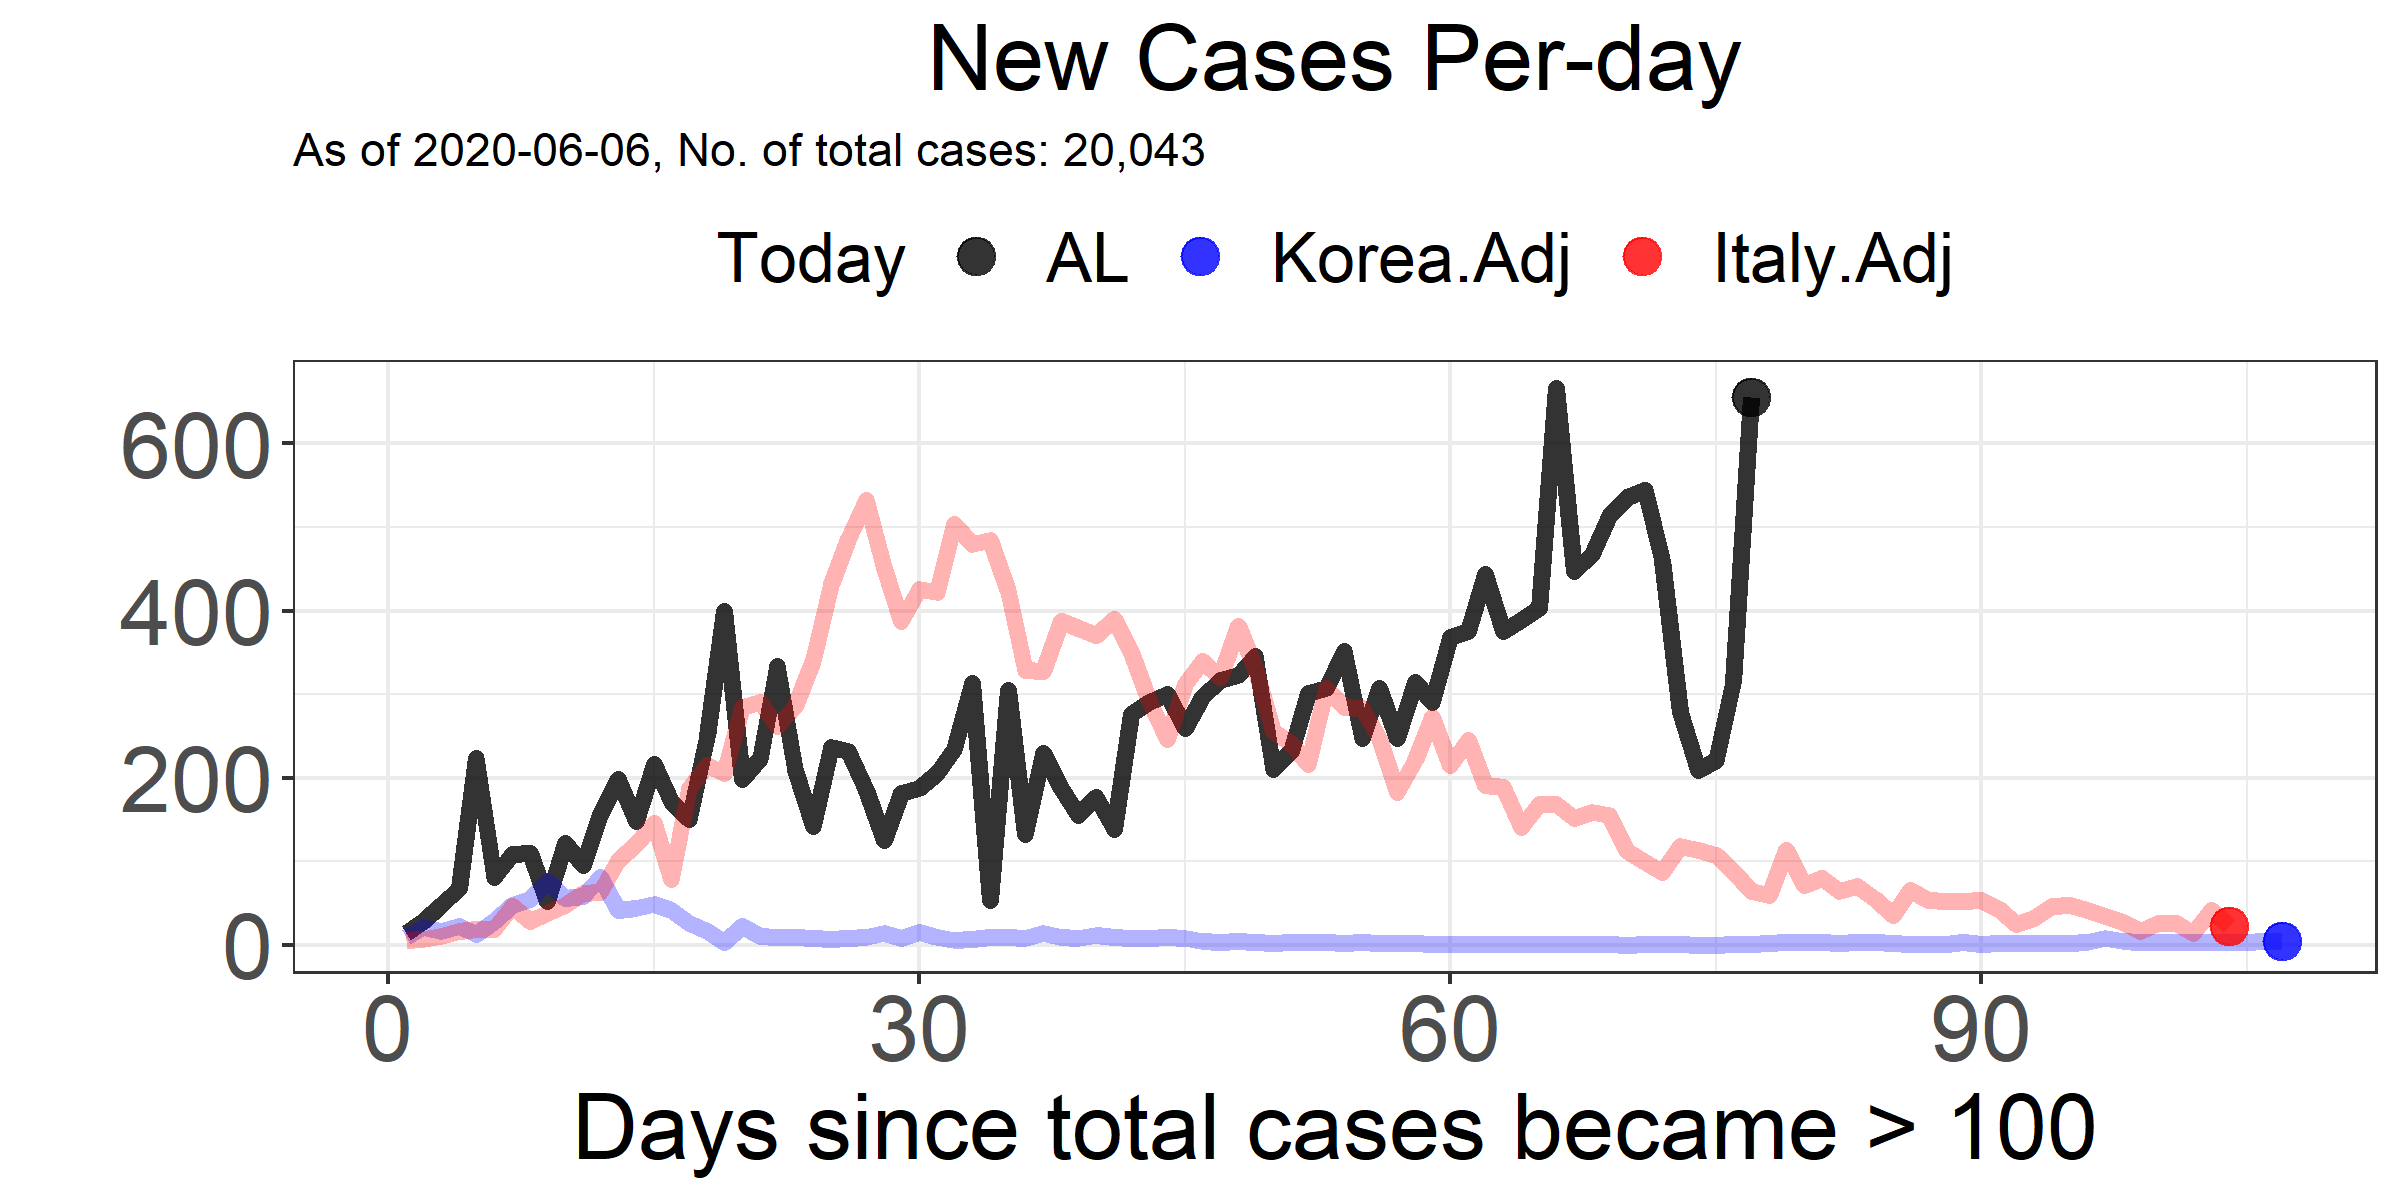 New Cases Per-day
As of 2020-06-06, No. of total cases: 20,043
Today AL Korea.Adj Italy.Adj
600
400
200
0
0 30 60 90
Days since total cases became > 100